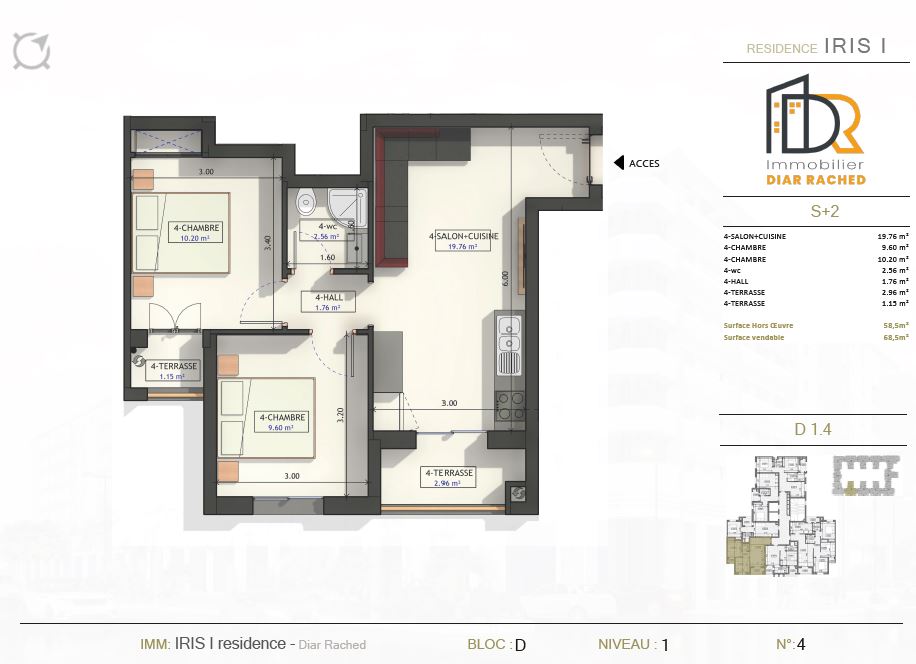 RESIDENCE IRIS I
Immobilier
DIAR RACHED
S+2
4-SALON+CUISINE 19.76 m²
4-CHAMBRE 9.60 m²
4-CHAMBRE 10.20 m²
4-wc 2.56 m²
4-HALL 1.76 m²
4-TERRASSE 2.96 m²
4-TERRASSE 1.15 m²
Surface Hors Œuvre 58,5m²
Surface vendable 68,5m²
D 1.4
ACCES
3.00
4-CHAMBRE
10.20 m²
3.40
4-wc
2.56 m²
1.60
4-SALON+CUISINE
19.76 m²
6.00
4-HALL
1.76 m²
4-TERRASSE
1.15 m²
4-CHAMBRE
9.60 m²
3.20
3.00
3.00
4-TERRASSE
2.96 m²
IMM: IRIS I residence - Diar Rached
BLOC : D
NIVEAU : 1
N°: 4